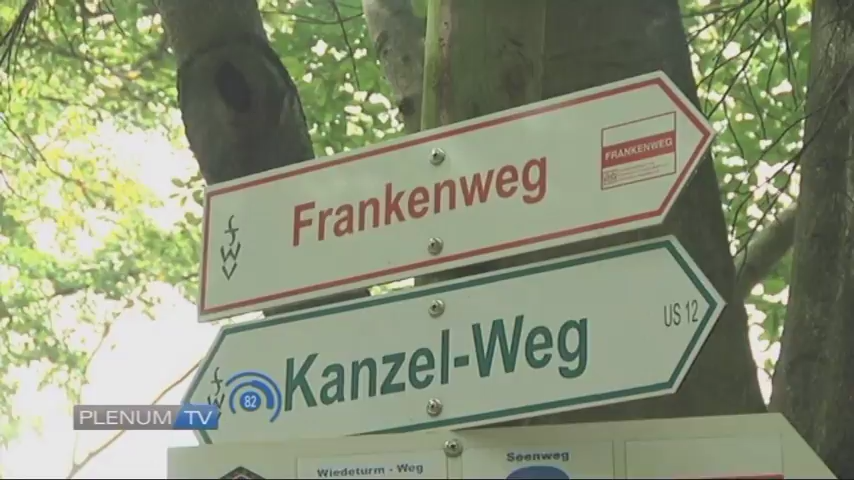 FRANKENWEG
Frankenweg
US 12
Kanzel-Weg
82
PLENUM TV
Seenweg
Wiedeturm - Weg